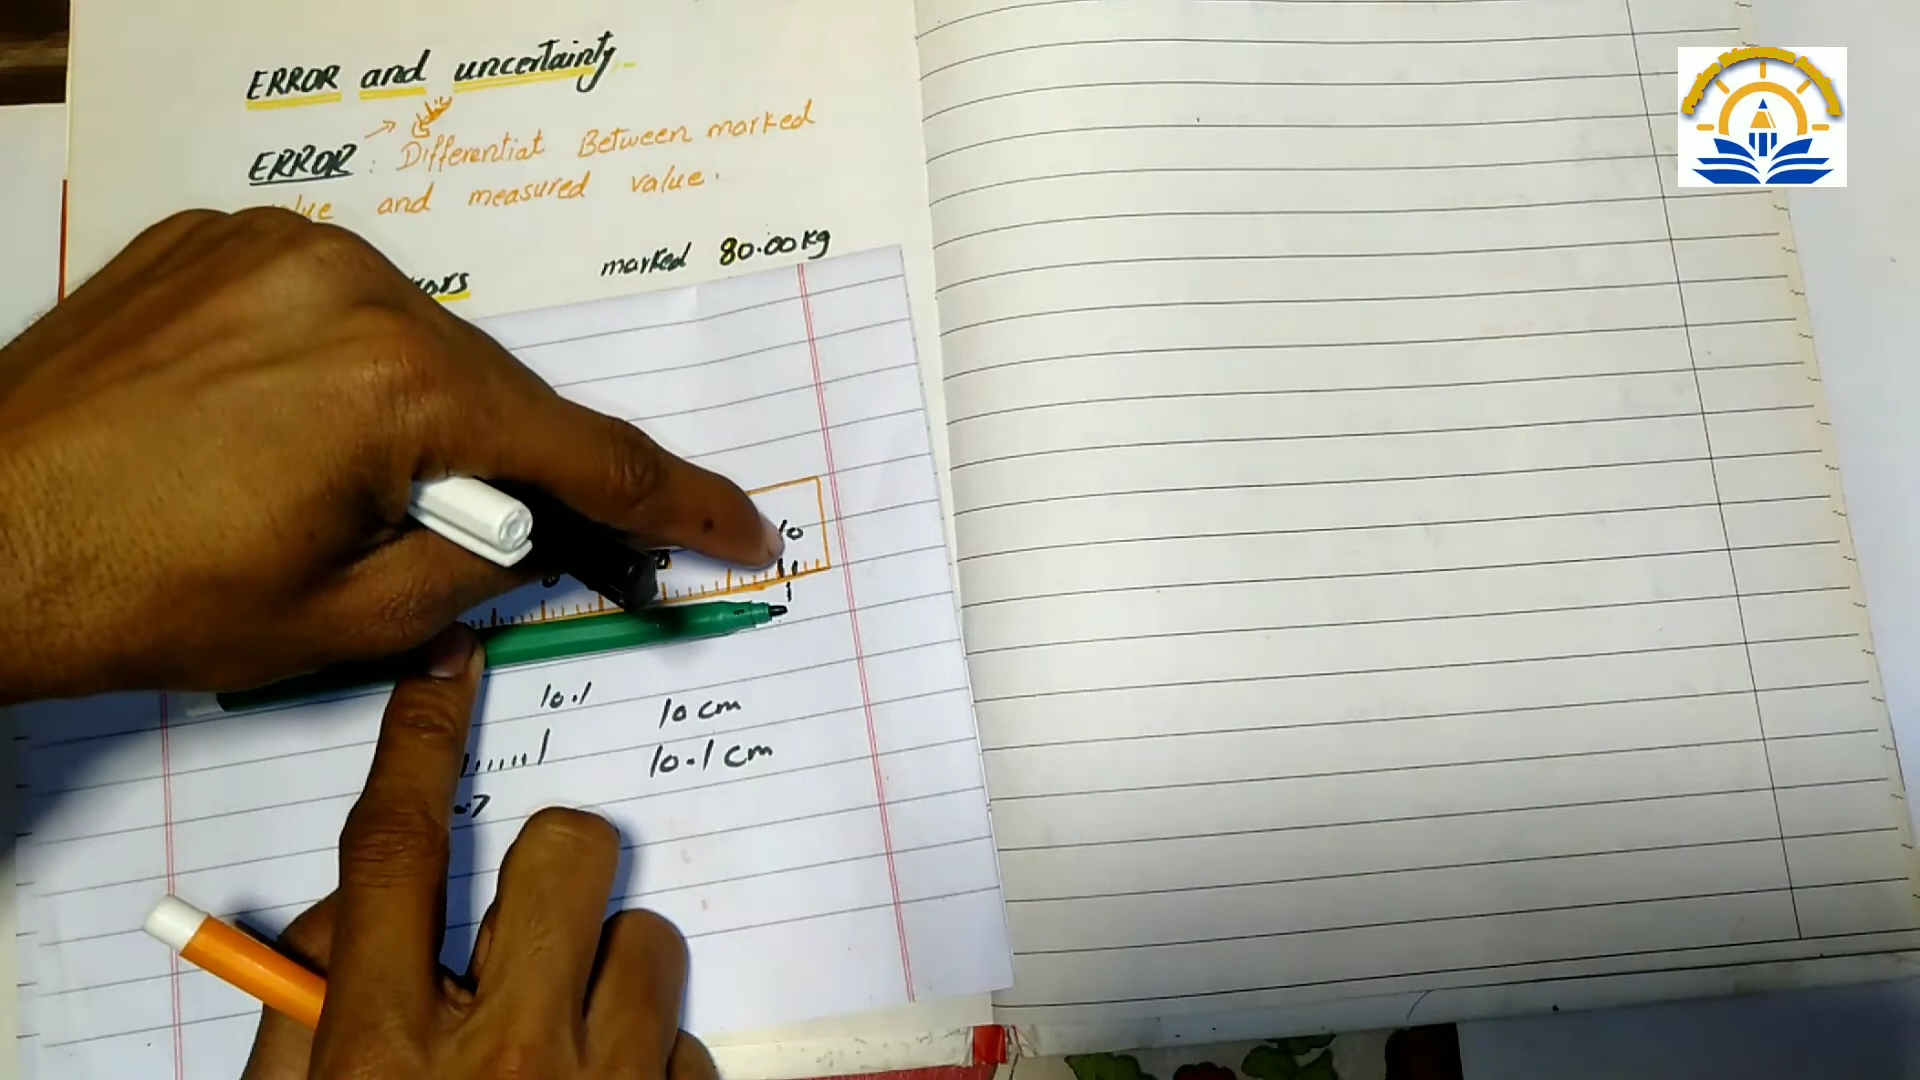 ERROR and uncertainty
ERROR : Differentiat Between marked
and measured value.
marked 80.00kg
10
10.1
10 cm
10.1 cm